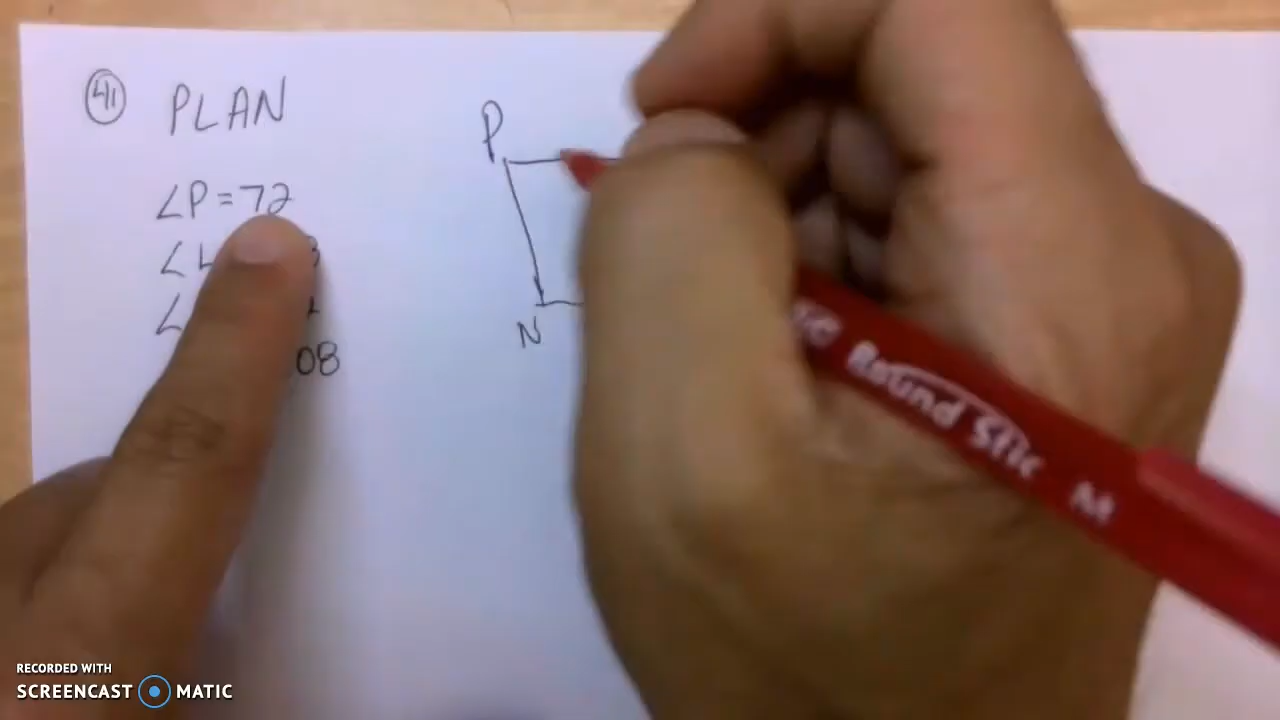 41 PLAN
∠P = 72
∠L
∠
08
P
N
Round Stic M
RECORDED WITH
SCREENCAST MATIC